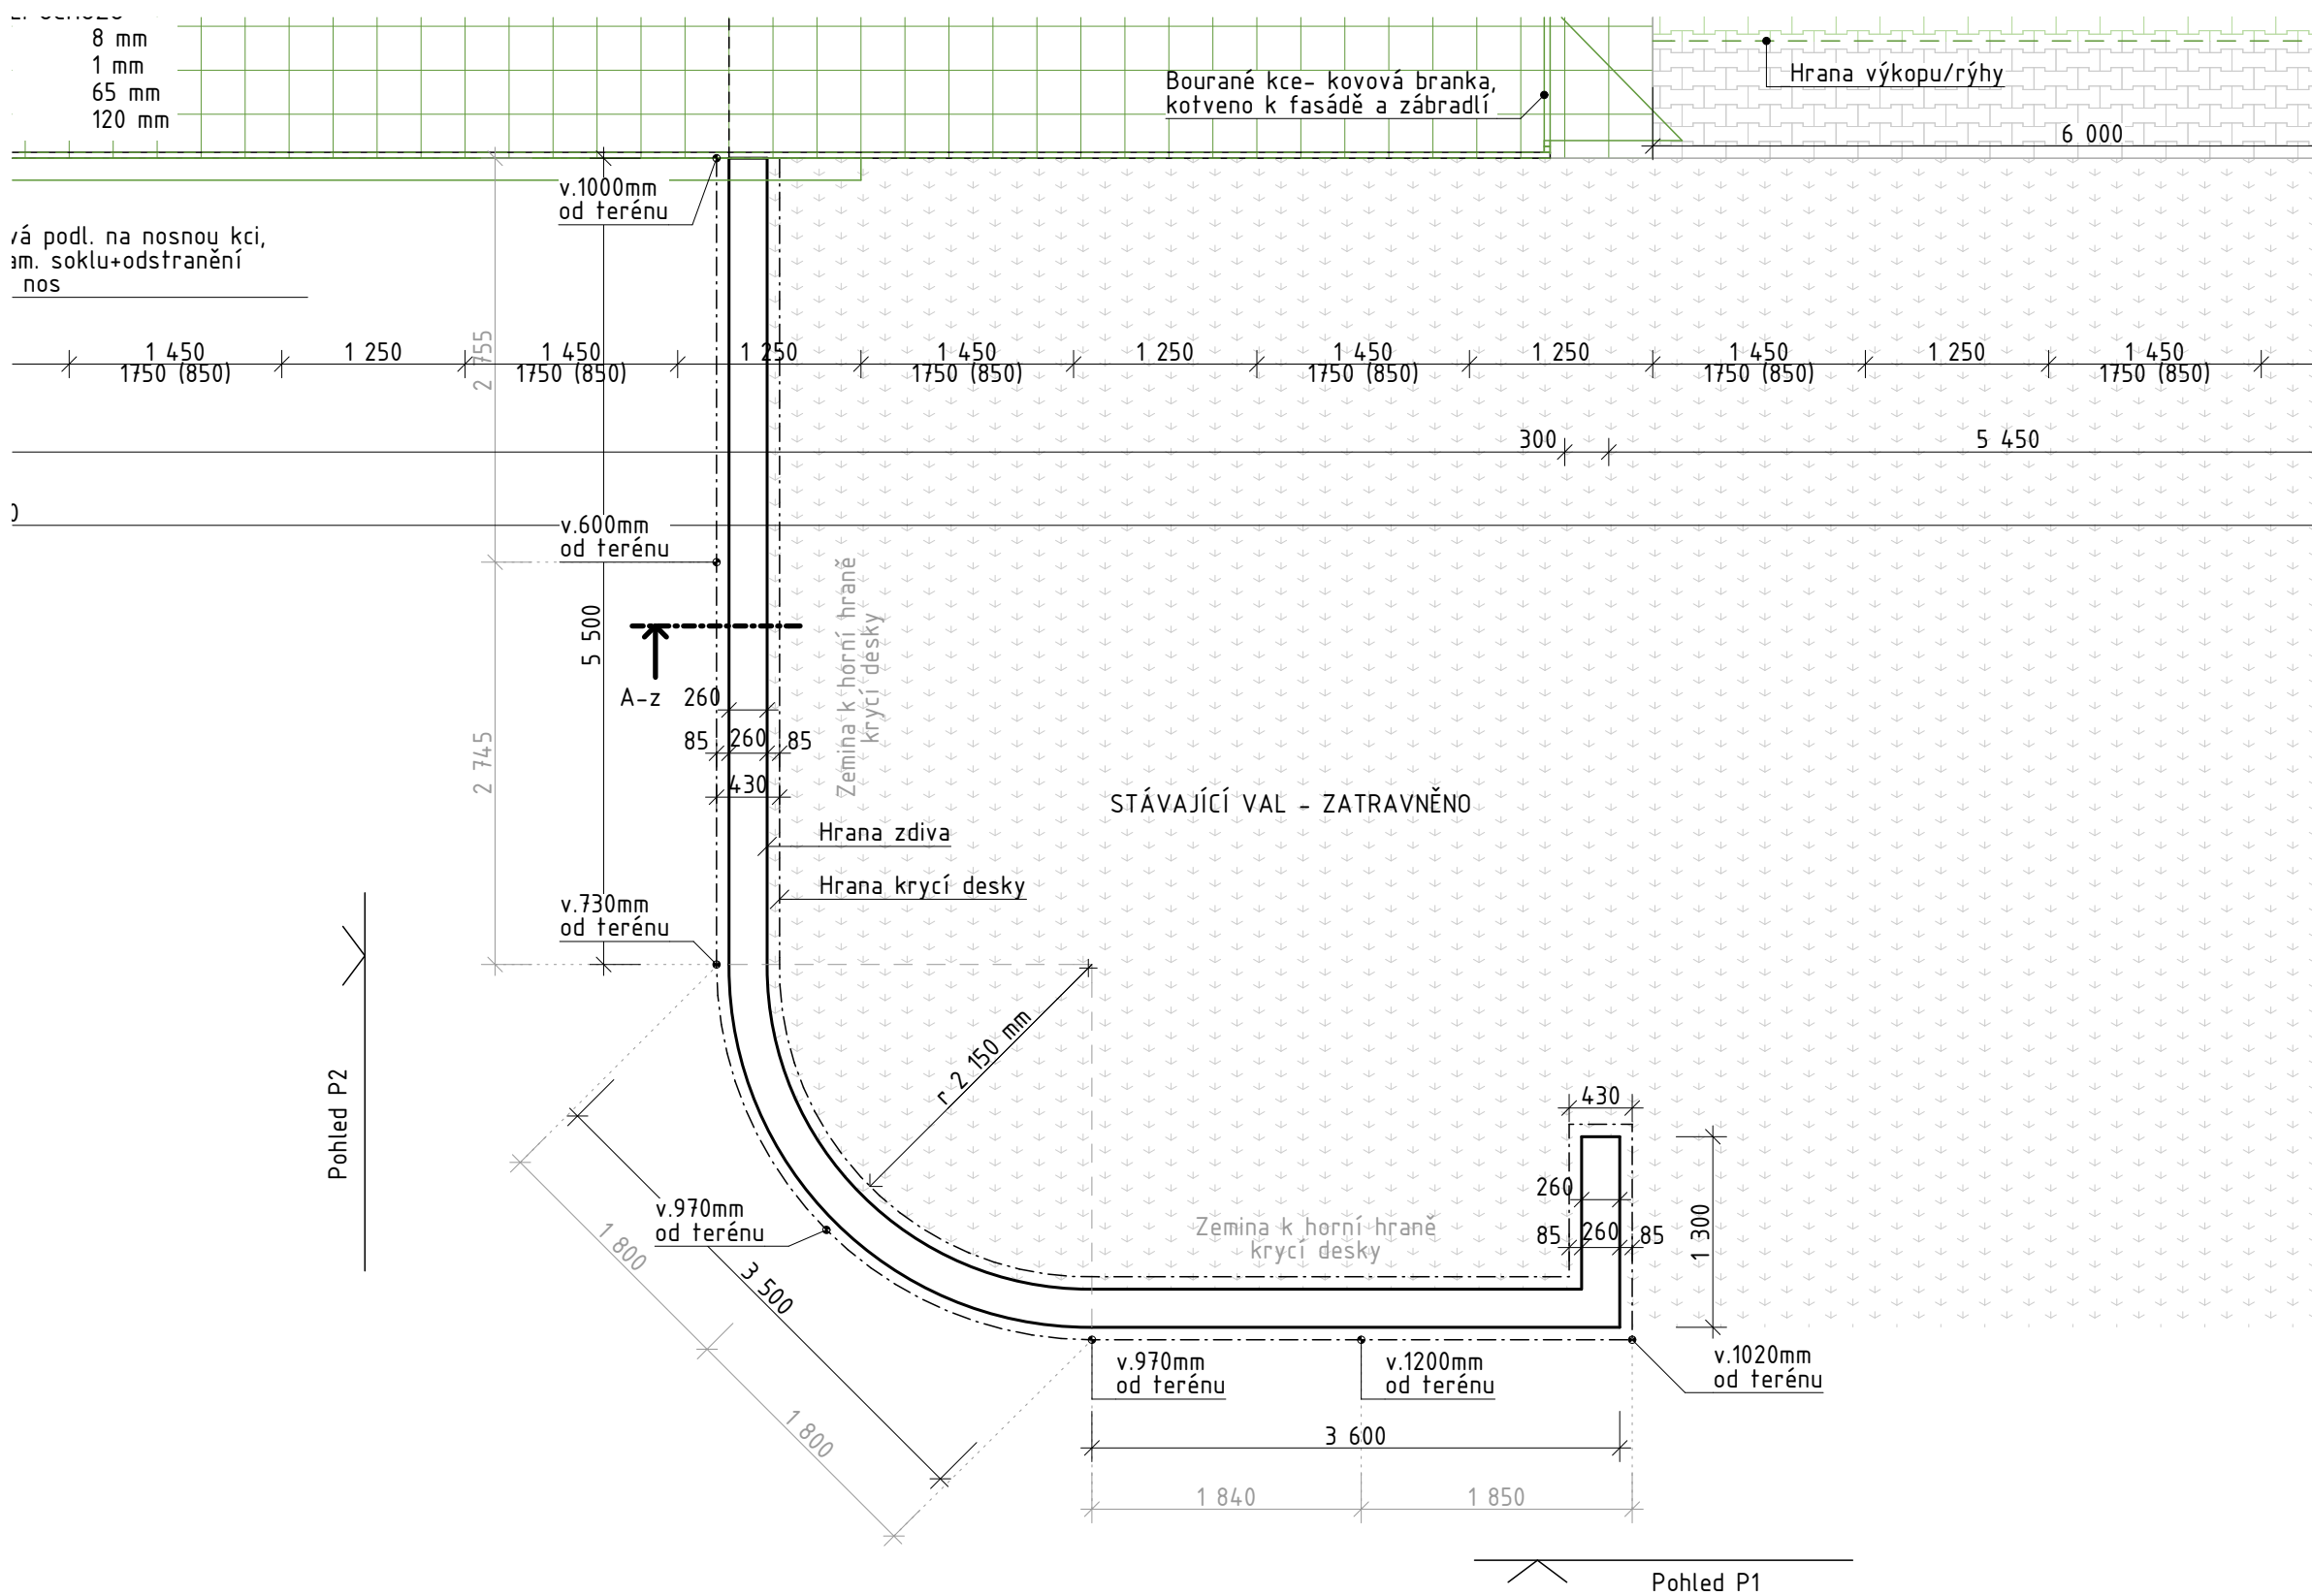 8 mm
1 mm
65 mm
120 mm
Bourané kce- kovová branka,
kotveno k fasádě a zábradlí
Hrana výkopu/rýhy
6 000
v.1000mm
od terénu
vá podl. na nosnou kci,
am. soklu+odstranění
nos
2 755
1 450
1750 (850)
1 250
1 450
1750 (850)
1 250
1 450
1750 (850)
1 250
1 450
1750 (850)
1 250
1 450
1750 (850)
1 250
1 450
1750 (850)
300
5 450
0
v.600mm
od terénu
5 500
A-z
260
85
260
85
430
Zemina k horní hraně
krycí desky
2 745
STÁVAJÍCÍ VAL - ZATRAVNĚNO
Hrana zdiva
Hrana krycí desky
v.730mm
od terénu
r 2 150 mm
Pohled P2
430
260
85
260
85
1 300
v.970mm
od terénu
1 800
3 500
1 800
Zemina k horní hraně
krycí desky
v.970mm
od terénu
v.1200mm
od terénu
v.1020mm
od terénu
3 600
1 840
1 850
Pohled P1